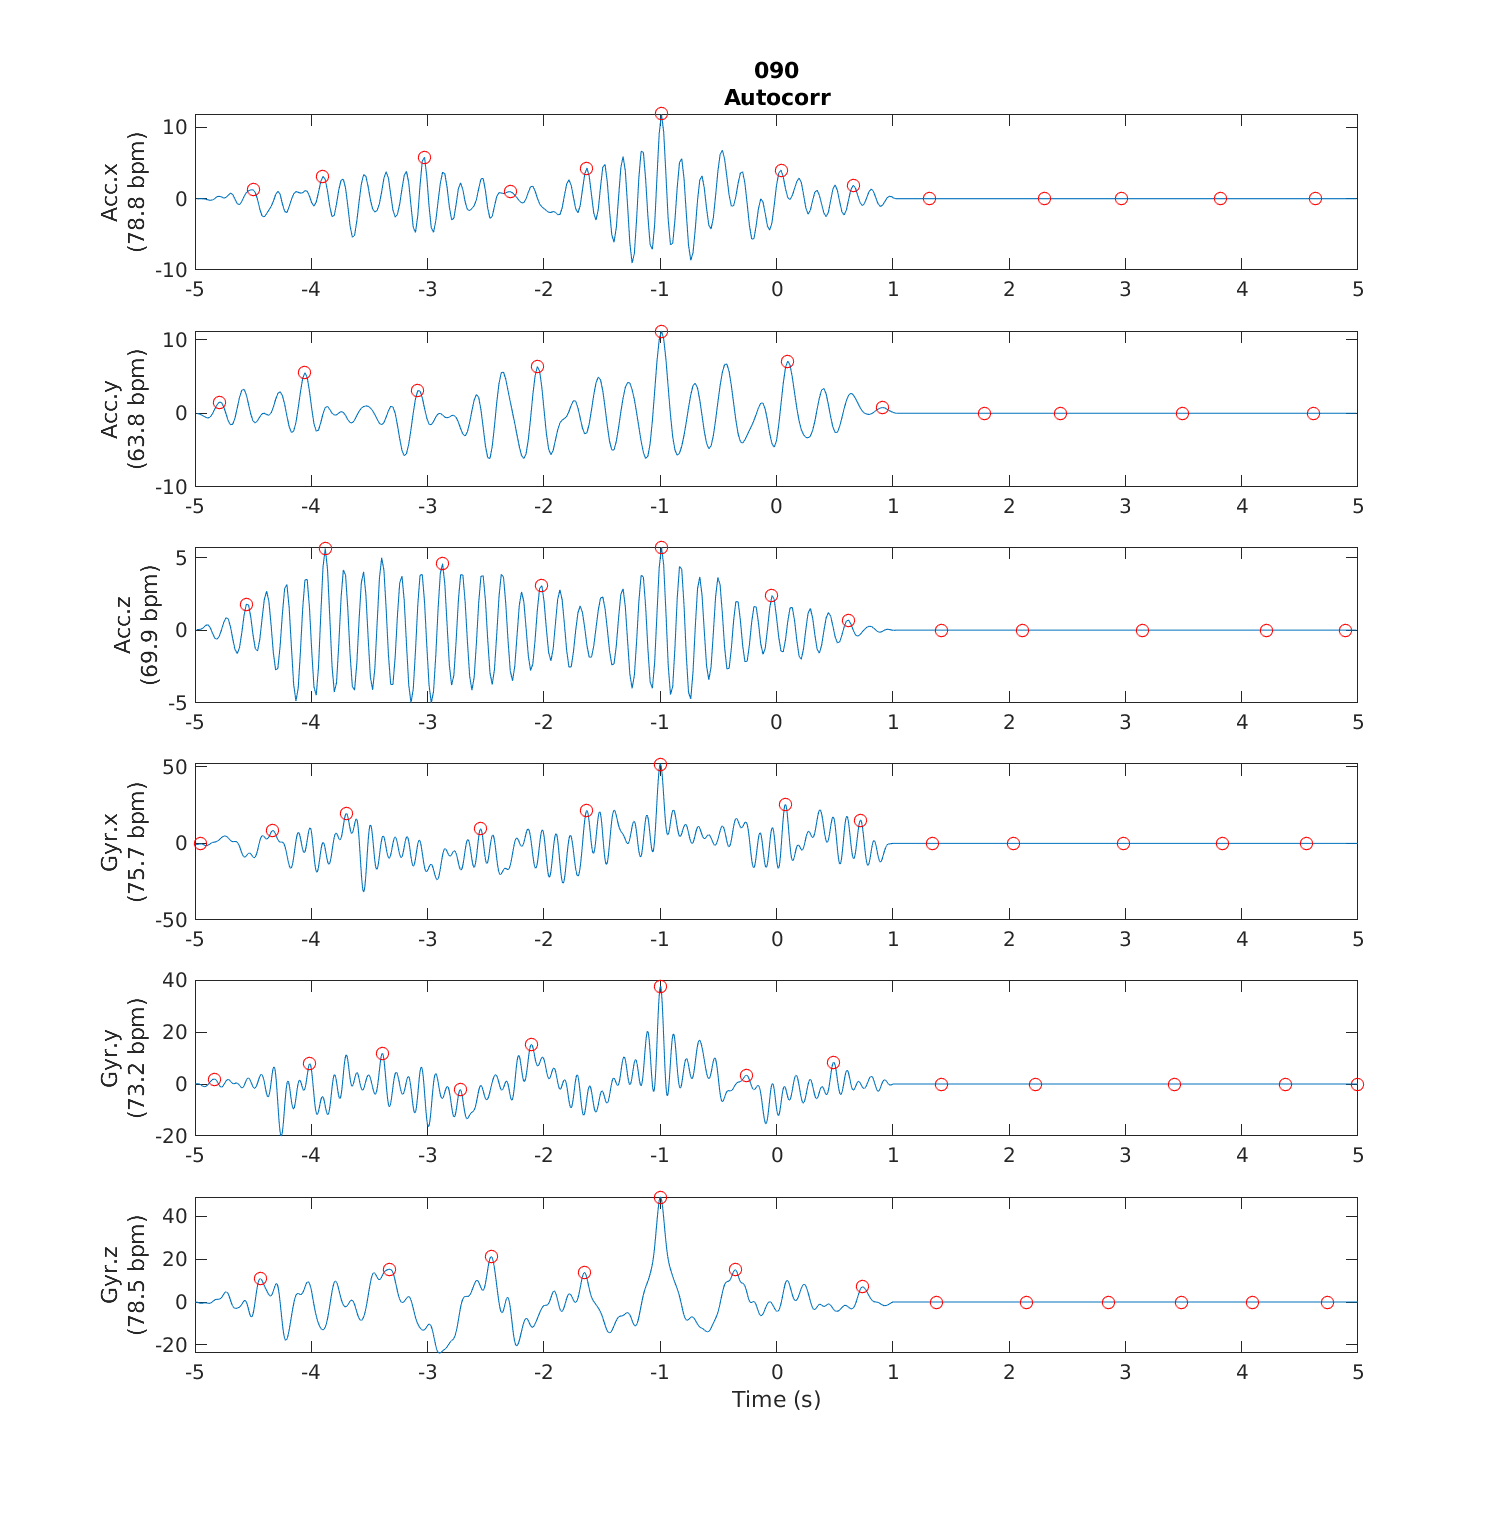 090
Autocorr
Acc.x
(78.8 bpm)
10
0
-10
-5 -4 -3 -2 -1 0 1 2 3 4 5
Acc.y
(63.8 bpm)
10
0
-10
-5 -4 -3 -2 -1 0 1 2 3 4 5
Acc.z
(69.9 bpm)
5
0
-5
-5 -4 -3 -2 -1 0 1 2 3 4 5
Gyr.x
(75.7 bpm)
50
0
-50
-5 -4 -3 -2 -1 0 1 2 3 4 5
Gyr.y
(73.2 bpm)
40
20
0
-20
-5 -4 -3 -2 -1 0 1 2 3 4 5
Gyr.z
(78.5 bpm)
40
20
0
-20
-5 -4 -3 -2 -1 0 1 2 3 4 5
Time (s)